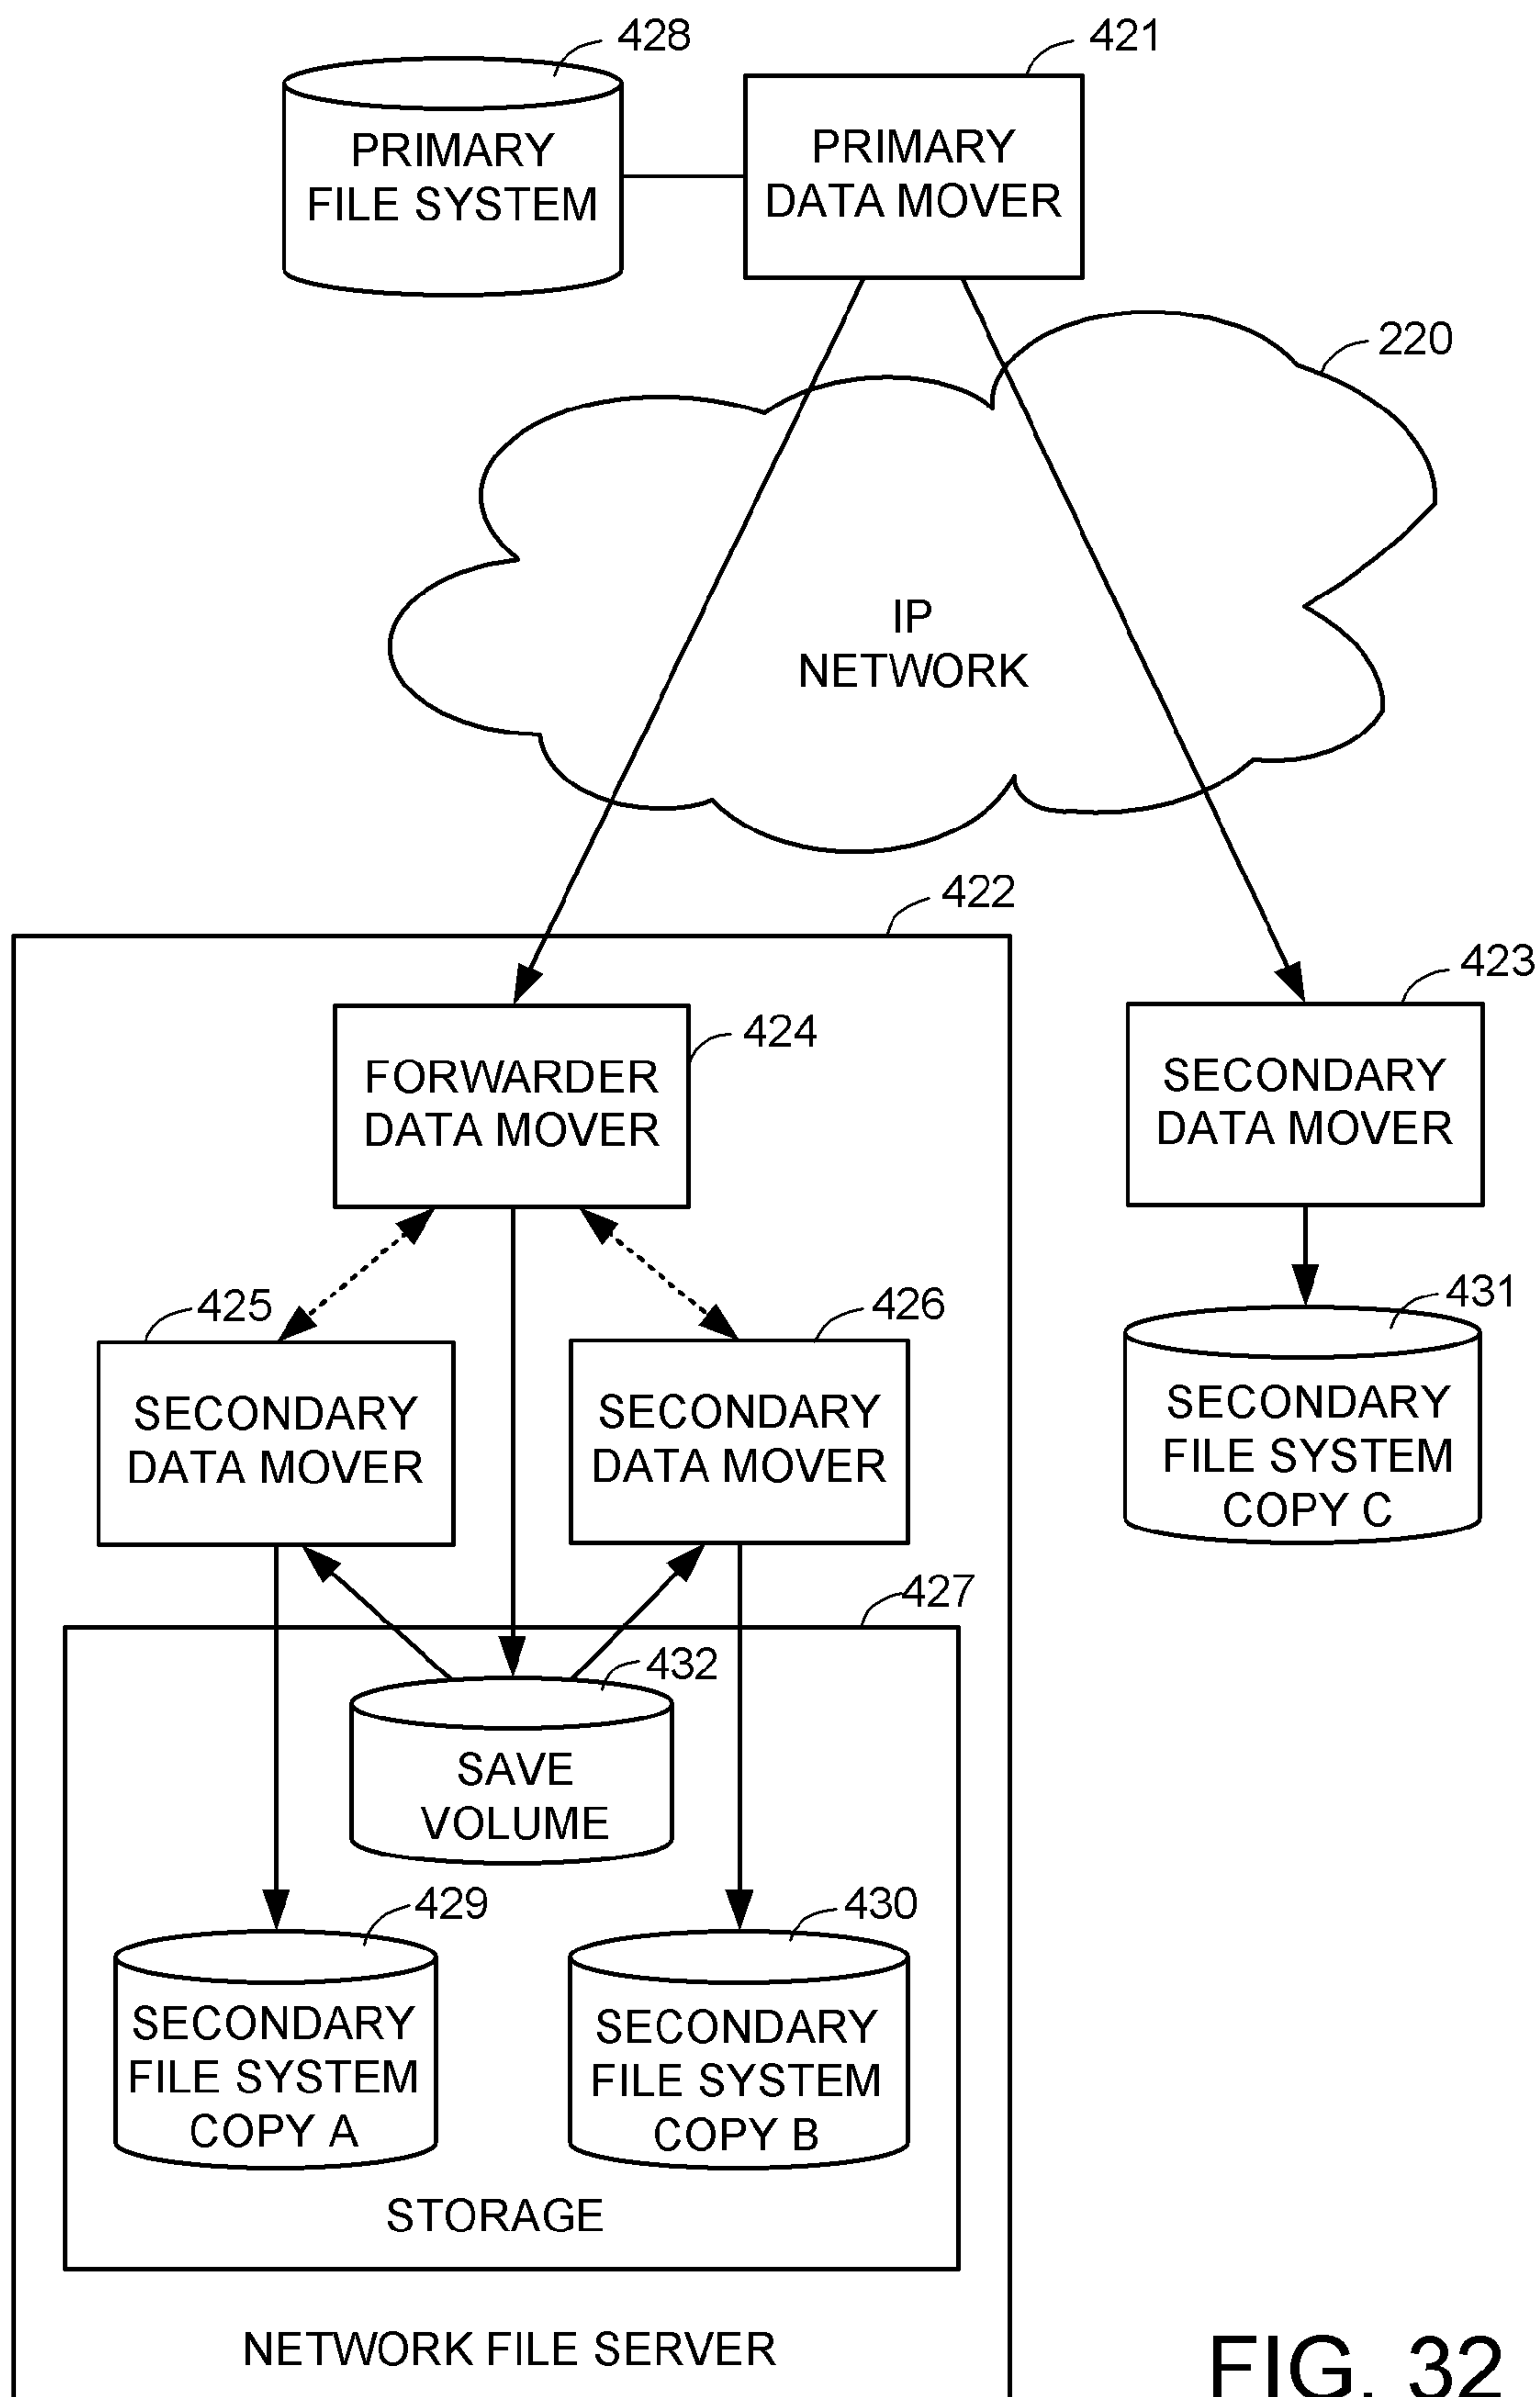 428
421
PRIMARY
FILE SYSTEM
PRIMARY
DATA MOVER
220
IP
NETWORK
422
423
FORWARDER
DATA MOVER
424
SECONDARY
DATA MOVER
425
426
431
SECONDARY
DATA MOVER
SECONDARY
DATA MOVER
SECONDARY
FILE SYSTEM
COPY C
427
432
SAVE
VOLUME
429
430
SECONDARY
FILE SYSTEM
COPY A
SECONDARY
FILE SYSTEM
COPY B
STORAGE
NETWORK FILE SERVER
FIG. 32